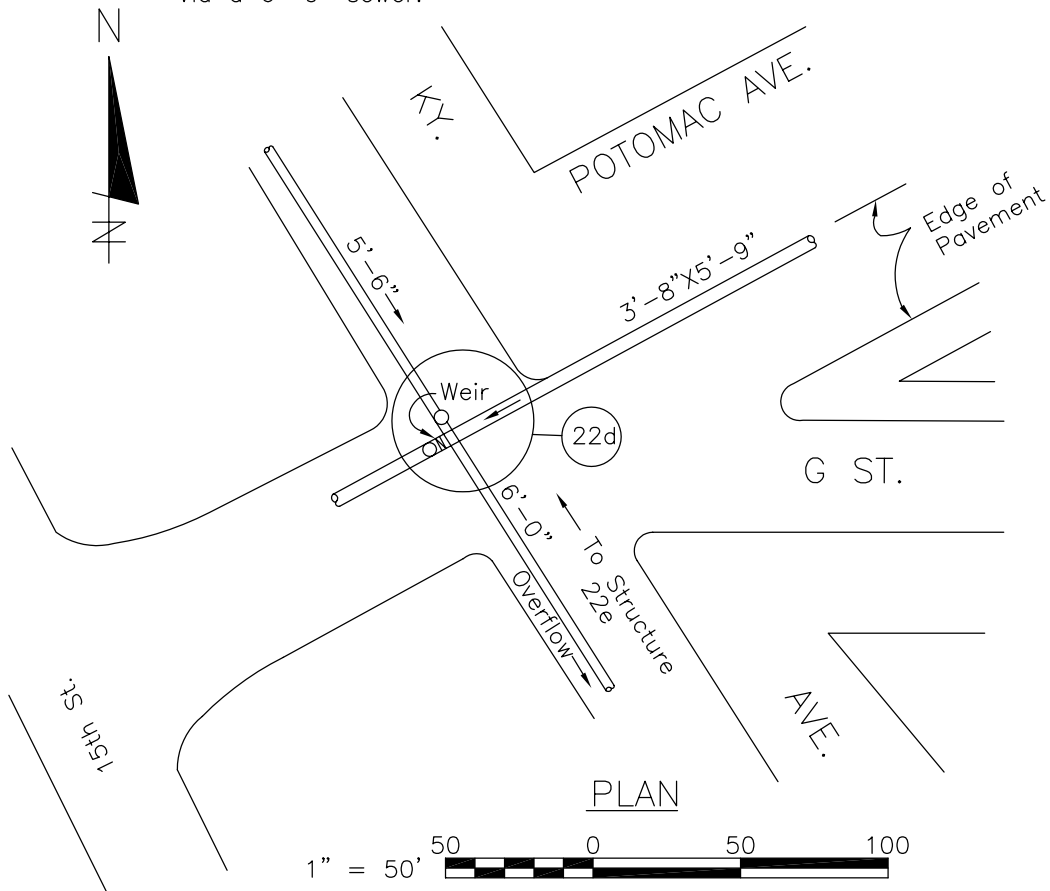 sewer.
N
KY.
POTOMAC AVE.
Edge of
Pavement
5'-6"
3'-8"X5'-9"
Weir
22d
G ST.
6'-0"
To Structure
22e
Overflow
15th St.
AVE.
PLAN
1" = 50'
50 0 50 100